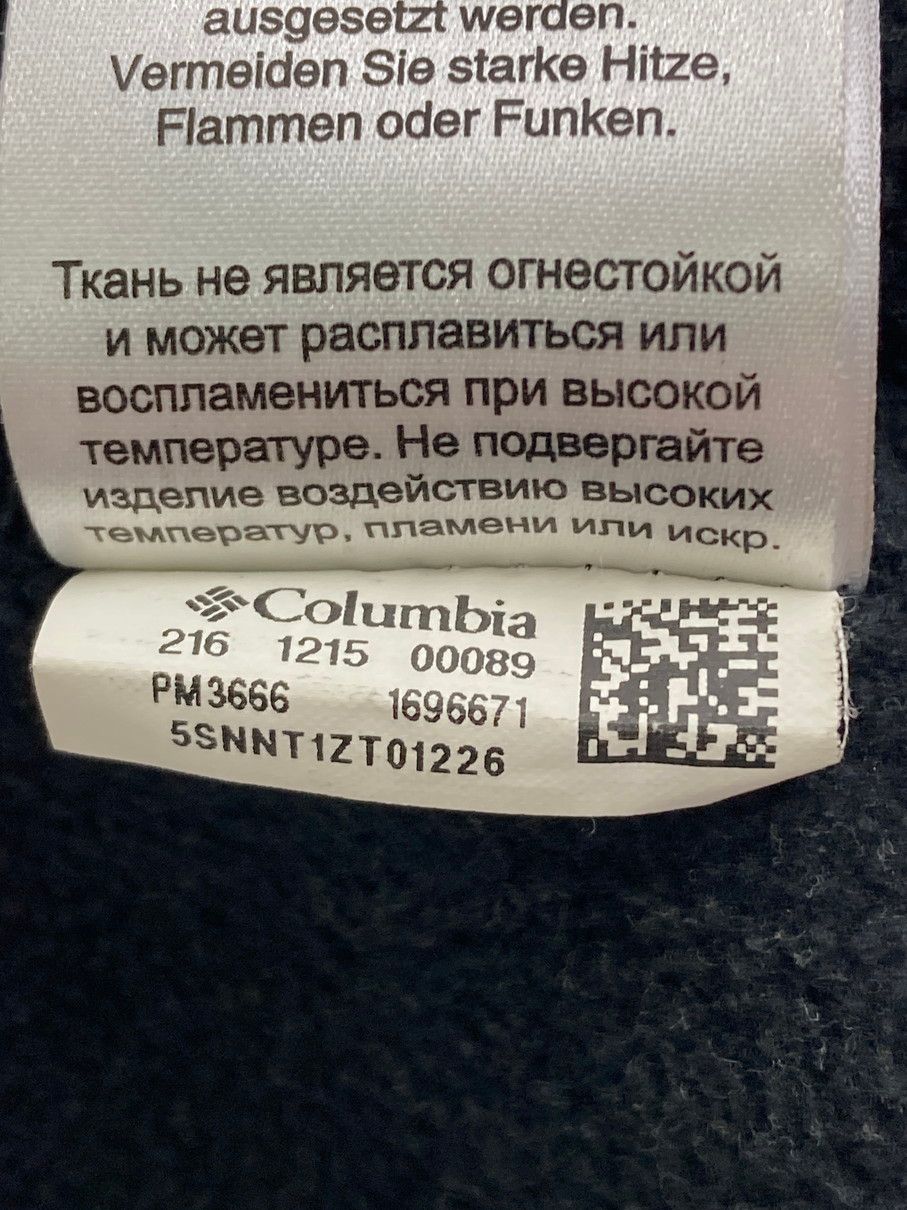 ausgesetzt werden.
Vermeiden Sie starke Hitze,
Flammen oder Funken.
Ткань не является огнестойкой
и может расплавиться или
воспламениться при высокой
температуре. Не подвергайте
изделие воздействию высоких
температур, пламени или искр.
Columbia
216 1215 00089
PM3666 1696671
5SNNT1ZT01226